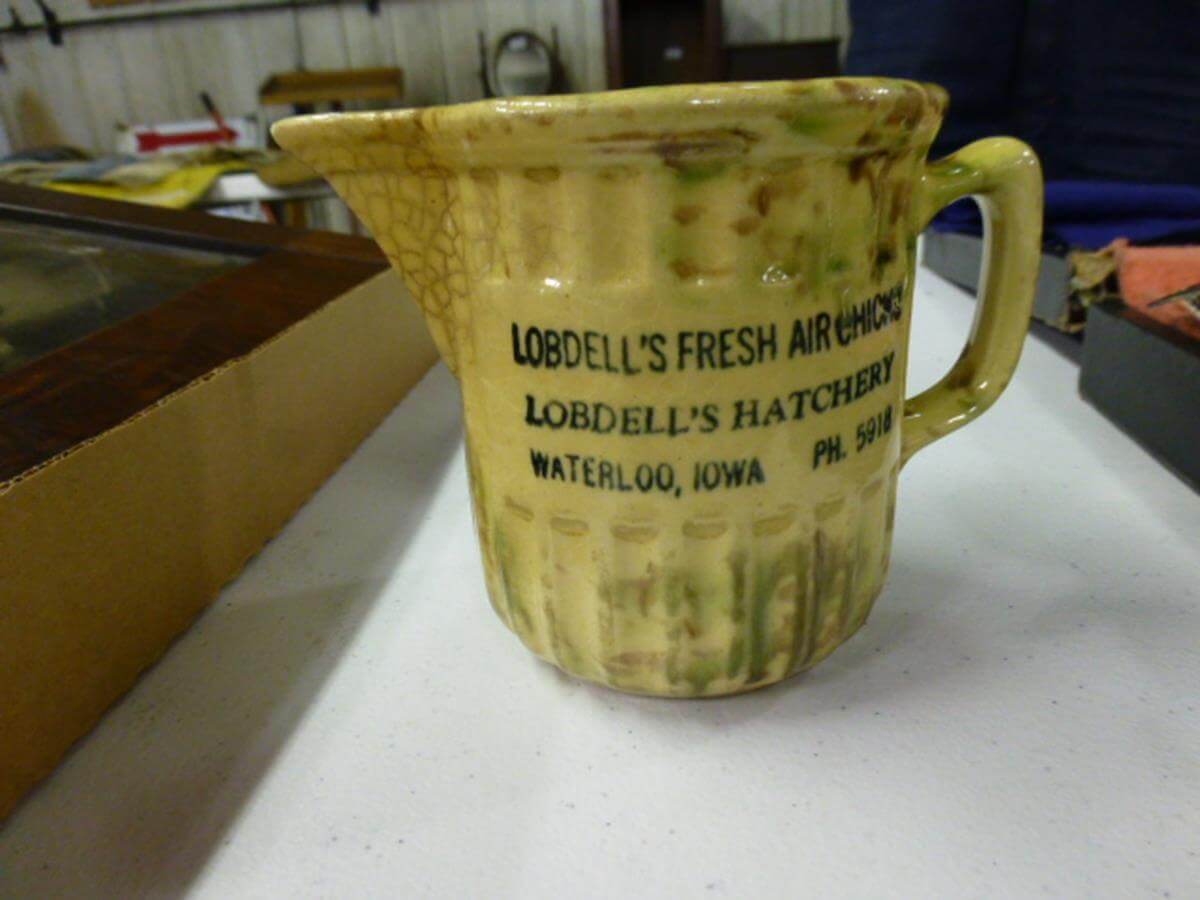 LOBDELL'S FRESH AIR CHICKS
LOBDELL'S HATCHERY
WATERLOO, IOWA PH. 5918